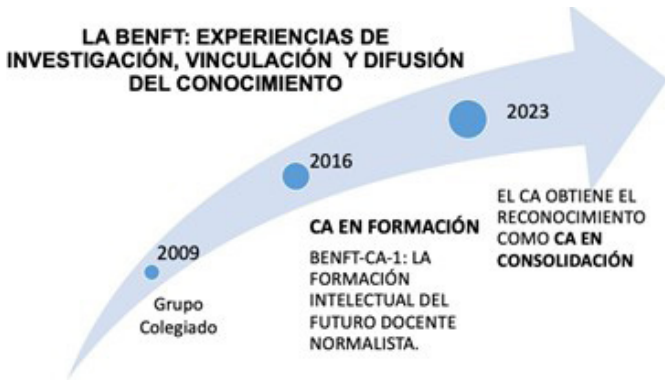 LA BENFT: EXPERIENCIAS DE
INVESTIGACIÓN, VINCULACIÓN Y DIFUSIÓN
DEL CONOCIMIENTO
2009
Grupo
Colegiado
2016
CA EN FORMACIÓN
BENFT-CA-1: LA
FORMACIÓN
INTELECTUAL DEL
FUTURO DOCENTE
NORMALISTA.
2023
EL CA OBTIENE EL
RECONOCIMIENTO
COMO CA EN
CONSOLIDACIÓN